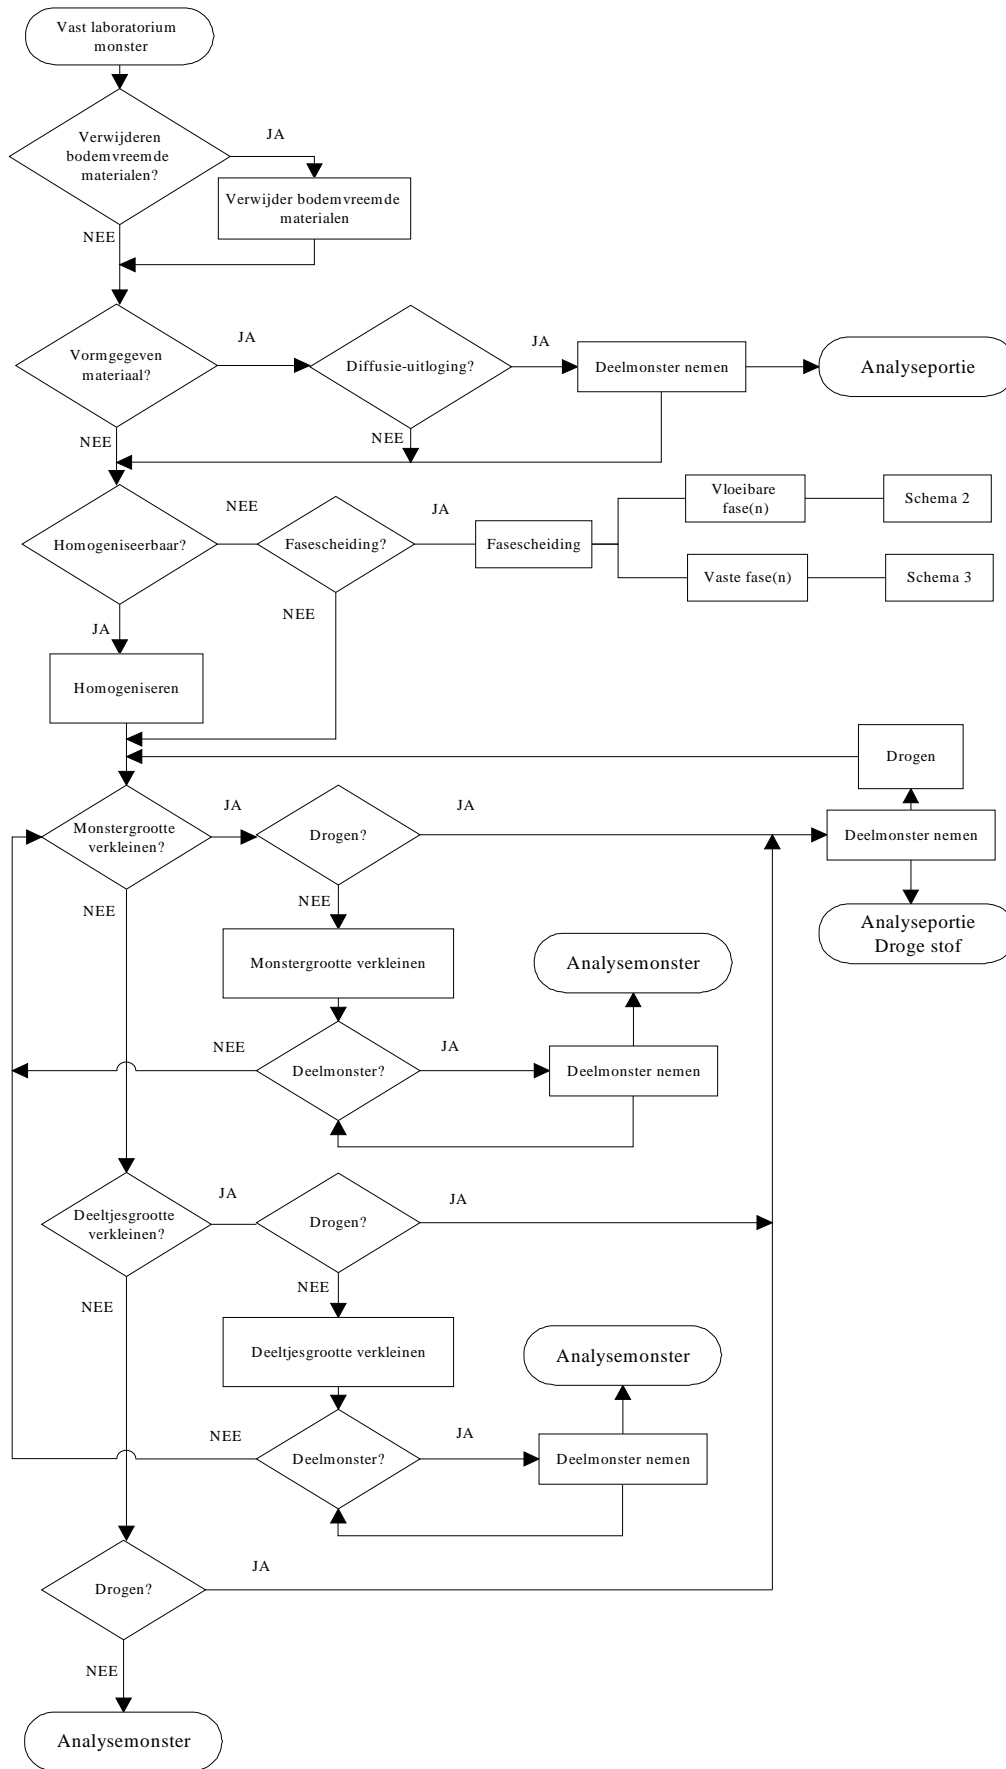 Vast laboratorium
monster
Verwijderen
bodemvreemde
materialen?
JA
Verwijder bodemvreemde
materialen
NEE
Vormgegeven
materiaal?
JA
Diffusie-uitloging?
JA
Deelmonster nemen
Analyseportie
NEE
NEE
Homogeniseerbaar?
NEE
Fasescheiding?
JA
Fasescheiding
Vloeibare
fase(n)
Schema 2
Vaste fase(n)
Schema 3
JA
NEE
Homogeniseren
Drogen
Monstergrootte
verkleinen?
JA
Drogen?
JA
Deelmonster nemen
NEE
NEE
Analyseportie
Droge stof
Monstergrootte verkleinen
Analysemonster
NEE
Deelmonster?
JA
Deelmonster nemen
Deeltjesgrootte
verkleinen?
JA
Drogen?
JA
NEE
NEE
Deeltjesgrootte verkleinen
Analysemonster
NEE
Deelmonster?
JA
Deelmonster nemen
Drogen?
JA
NEE
Analysemonster